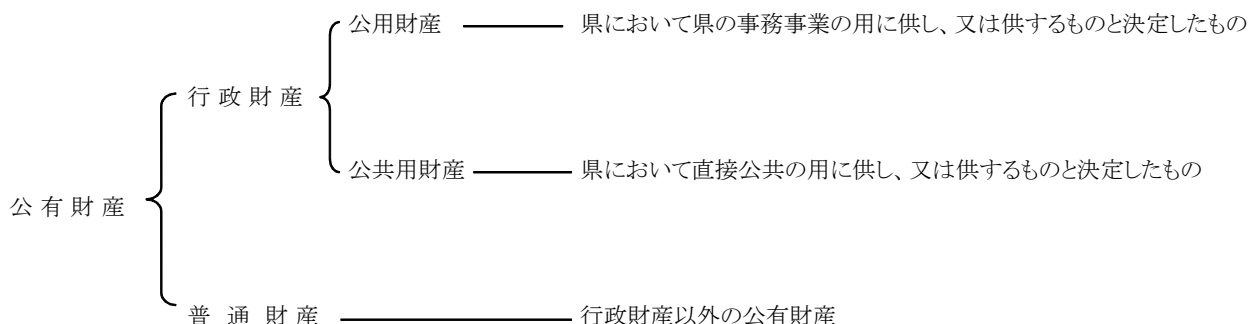 公用財産 県において県の事務事業の用に供し、又は供するものと決定したもの
行政財産
公共用財産 県において直接公共の用に供し、又は供するものと決定したもの
公有財産
普通財産 行政財産以外の公有財産